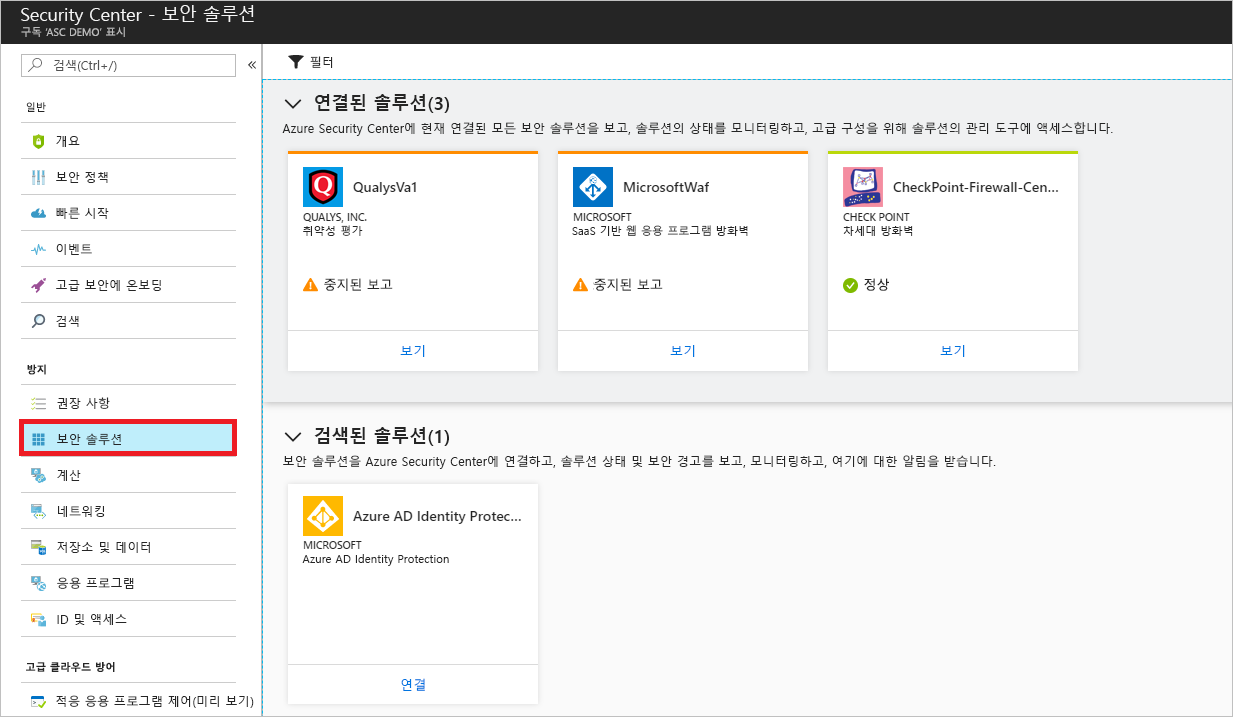 Security Center - 보안 솔루션
구독 'ASC DEMO' 표시
검색(Ctrl+/)
«
일반
개요
보안 정책
빠른 시작
이벤트
고급 보안에 온보딩
검색
방지
권장 사항
보안 솔루션
계산
네트워킹
저장소 및 데이터
응용 프로그램
ID 및 액세스
고급 클라우드 방어
적응 응용 프로그램 제어(미리 보기)
필터
연결된 솔루션(3)
Azure Security Center에 현재 연결된 모든 보안 솔루션을 보고, 솔루션의 상태를 모니터링하고, 고급 구성을 위해 솔루션의 관리 도구에 액세스합니다.
QualysVa1
QUALYS, INC.
취약성 평가
중지된 보고
보기
MicrosoftWaf
MICROSOFT
SaaS 기반 웹 응용 프로그램 방화벽
중지된 보고
보기
CheckPoint-Firewall-Cen...
CHECK POINT
차세대 방화벽
정상
보기
검색된 솔루션(1)
보안 솔루션을 Azure Security Center에 연결하고, 솔루션 상태 및 보안 경고를 보고, 모니터링하고, 여기에 대한 알림을 받습니다.
Azure AD Identity Protec...
MICROSOFT
Azure AD Identity Protection
연결